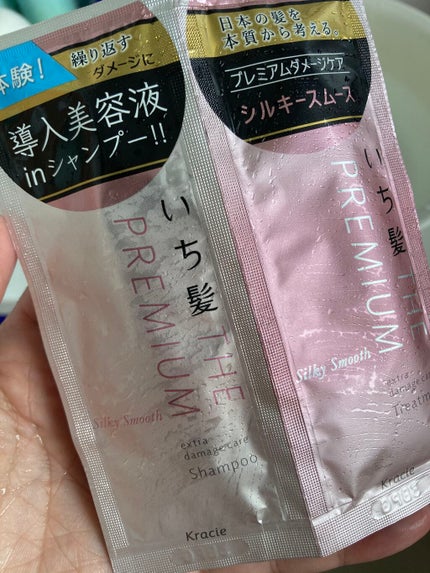 体験！
繰り返す
ダメージに
導入美容液
inシャンプー!!
いち髪
THE
PREMIUM
Silky Smooth
extra
damage care
Shampoo
Kracie
日本の髪を
本質から考える。
プレミアムダメージケア
シルキースムース
いち髪
THE
PREMIUM
Silky Smooth
extra
damage care
Treatm